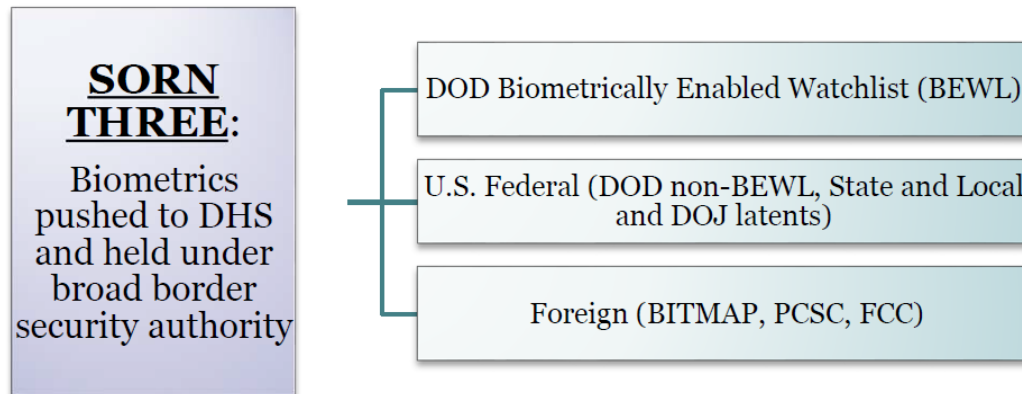 SORN
THREE:
Biometrics
pushed to DHS
and held under
broad border
security authority
DOD Biometrically Enabled Watchlist (BEWL)
U.S. Federal (DOD non-BEWL, State and Local
and DOJ latents)
Foreign (BITMAP, PCSC, FCC)